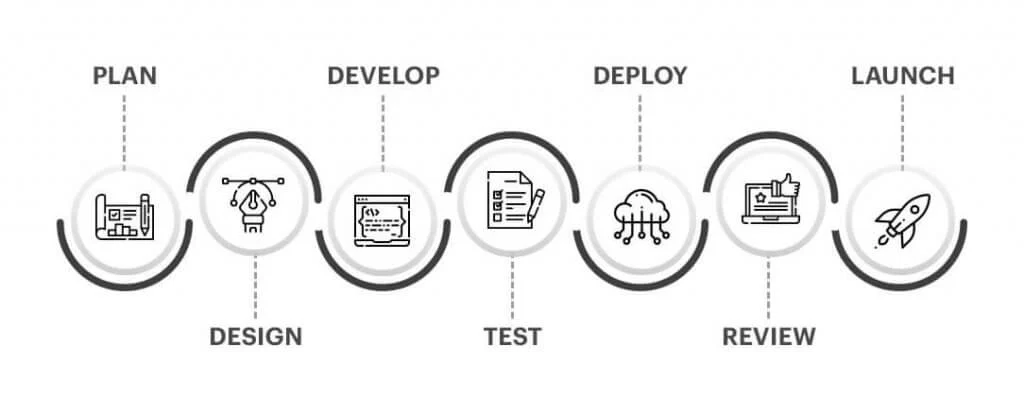 PLAN
DESIGN
DEVELOP
TEST
DEPLOY
REVIEW
LAUNCH